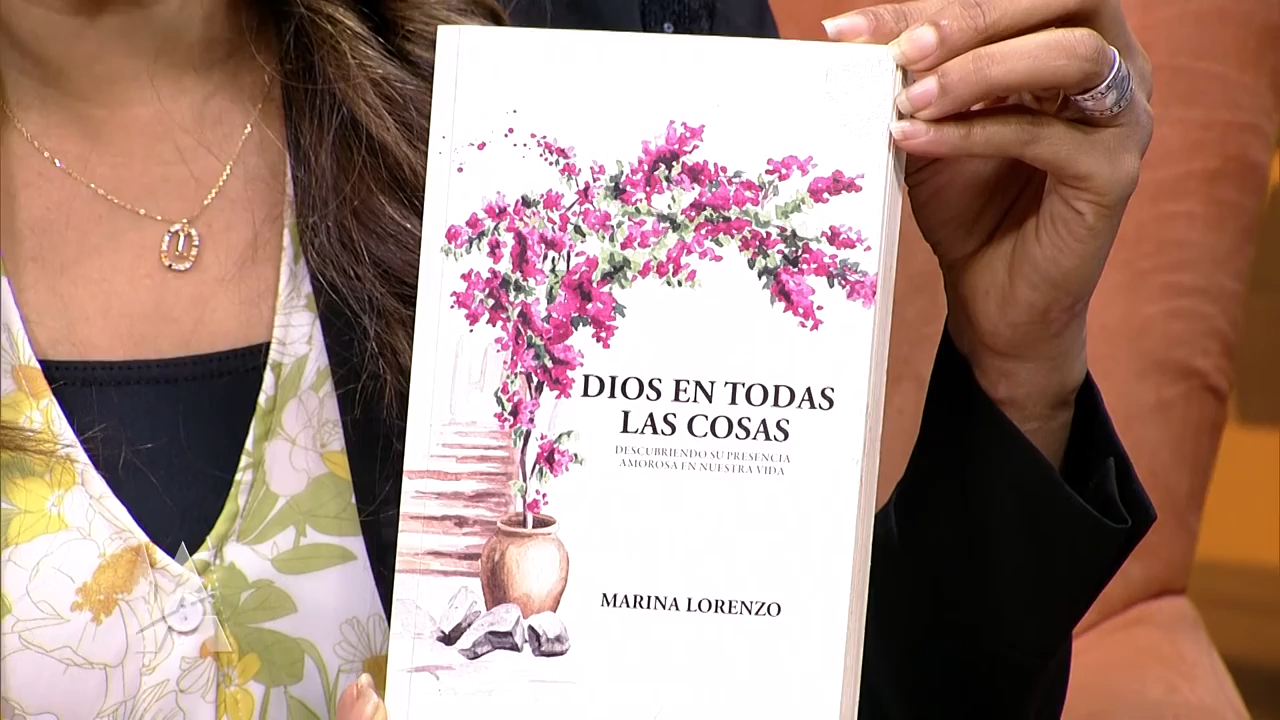 DIOS EN TODAS
LAS COSAS
DESCUBRIENDO SU PRESENCIA
AMOROSA EN NUESTRA VIDA
MARINA LORENZO